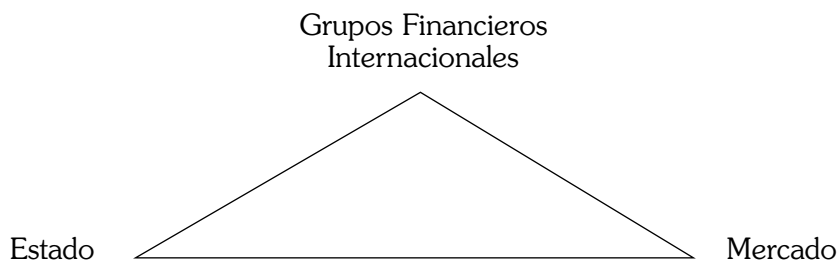 Grupos Financieros
Internacionales
Estado
Mercado